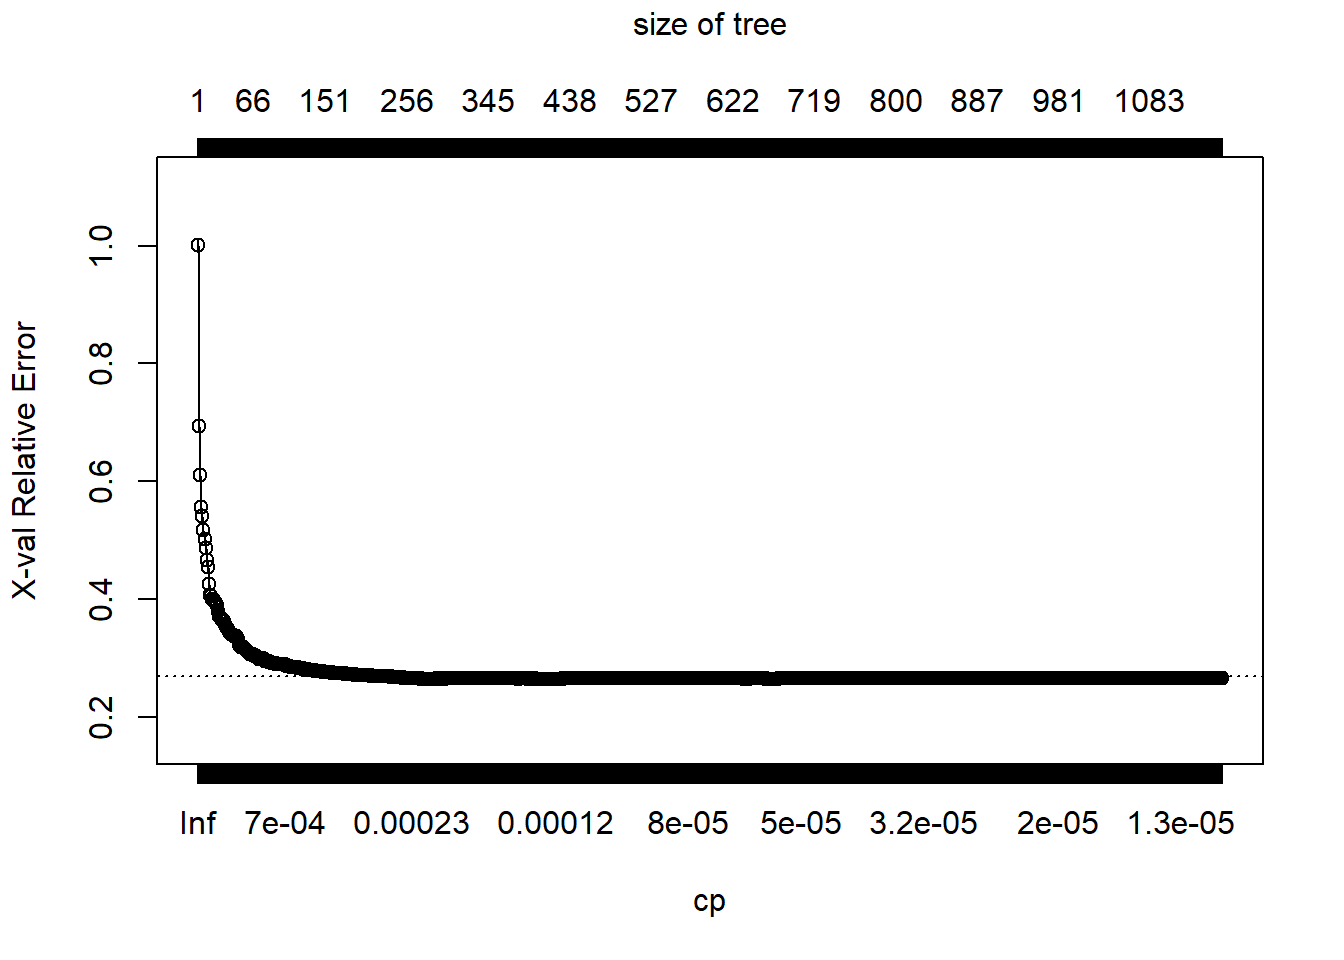 size of tree
1 66 151 256 345 438 527 622 719 800 887 981 1083
X-val Relative Error
1.0
0.8
0.6
0.4
0.2
Inf 7e-04 0.00023 0.00012 8e-05 5e-05 3.2e-05 2e-05 1.3e-05
cp